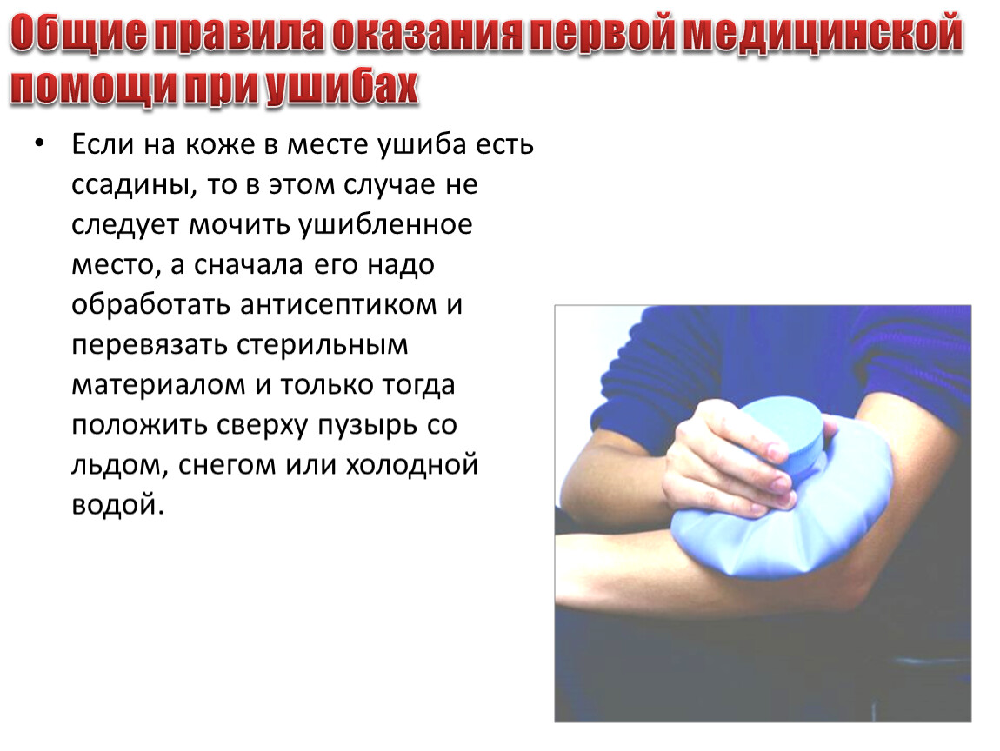 Общие правила оказания первой медицинской
помощи при ушибах
• Если на коже в месте ушиба есть
ссадины, то в этом случае не
следует мочить ушибленное
место, а сначала его надо
обработать антисептиком и
перевязать стерильным
материалом и только тогда
положить сверху пузырь со
льдом, снегом или холодной
водой.